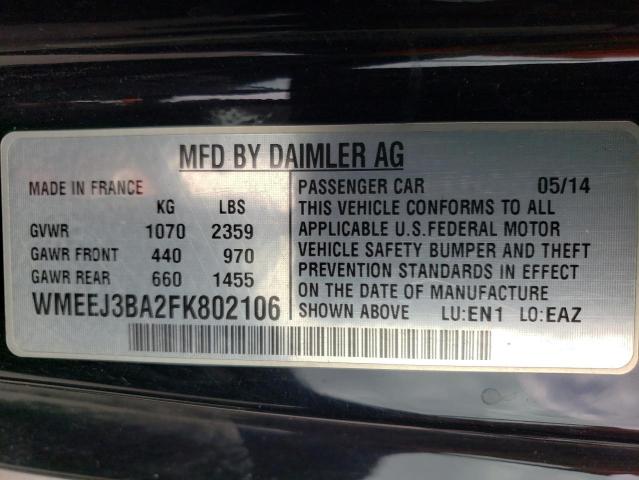 MFD BY DAIMLER AG
MADE IN FRANCE
KG LBS
GVWR 1070 2359
GAWR FRONT 440 970
GAWR REAR 660 1455
WMEEJ3BA2FK802106
PASSENGER CAR 05/14
THIS VEHICLE CONFORMS TO ALL
APPLICABLE U.S.FEDERAL MOTOR
VEHICLE SAFETY BUMPER AND THEFT
PREVENTION STANDARDS IN EFFECT
ON THE DATE OF MANUFACTURE
SHOWN ABOVE LU:EN1 LO:EAZ